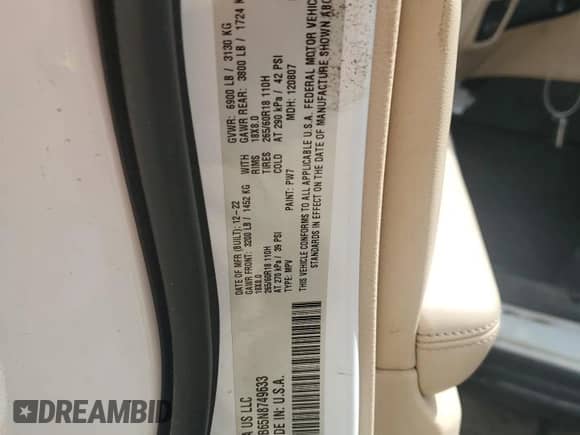 A US LLC
DATE OF MFR (BUILT): 12-22
GVWR: 6900 LB / 3130 KG
GAWR FRONT: 3200 LB / 1452 KG WITH GAWR REAR: 3800 LB / 1724
18X8.0 RIMS 18X8.0
265/60R18 110H TIRES 265/60R18 110H
AT 270 kPa / 39 PSI COLD AT 290 kPa / 42 PSI
TYPE: MPV PAINT: PW7 MDH: 120807
THIS VEHICLE CONFORMS TO ALL APPLICABLE U.S.A. FEDERAL MOTOR VEHIC
STANDARDS IN EFFECT ON THE DATE OF MANUFACTURE SHOWN ABO
B65N8749633
DE IN: U.S.A.
DEALERSHIP
DIRECT